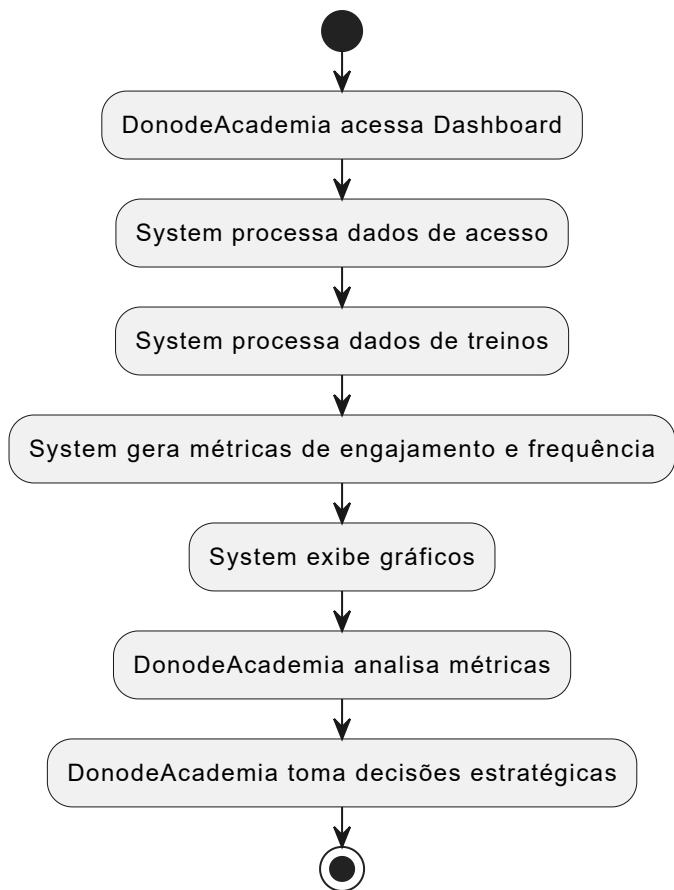 DonodeAcademia acessa Dashboard
System processa dados de acesso
System processa dados de treinos
System gera métricas de engajamento e frequência
System exibe gráficos
DonodeAcademia analisa métricas
DonodeAcademia toma decisões estratégicas